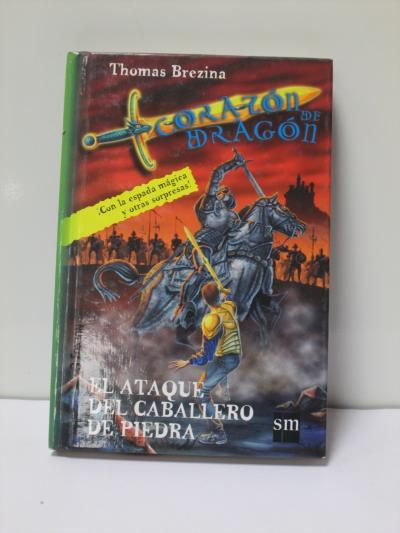 Thomas Brezina
CORAZÓN
DE
DRAGÓN
¡Con la espada mágica
y otras sorpresas!
EL ATAQUE
DEL CABALLERO
DE PIEDRA
sm